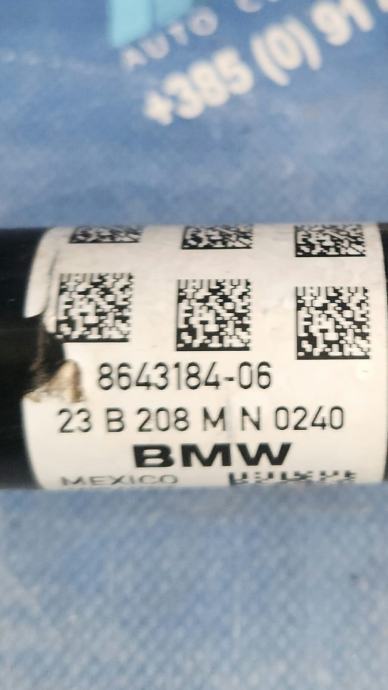 AUTO C
+385 (0) 91
8643184-06
23 B 208 M N 0240
BMW
MEXICO